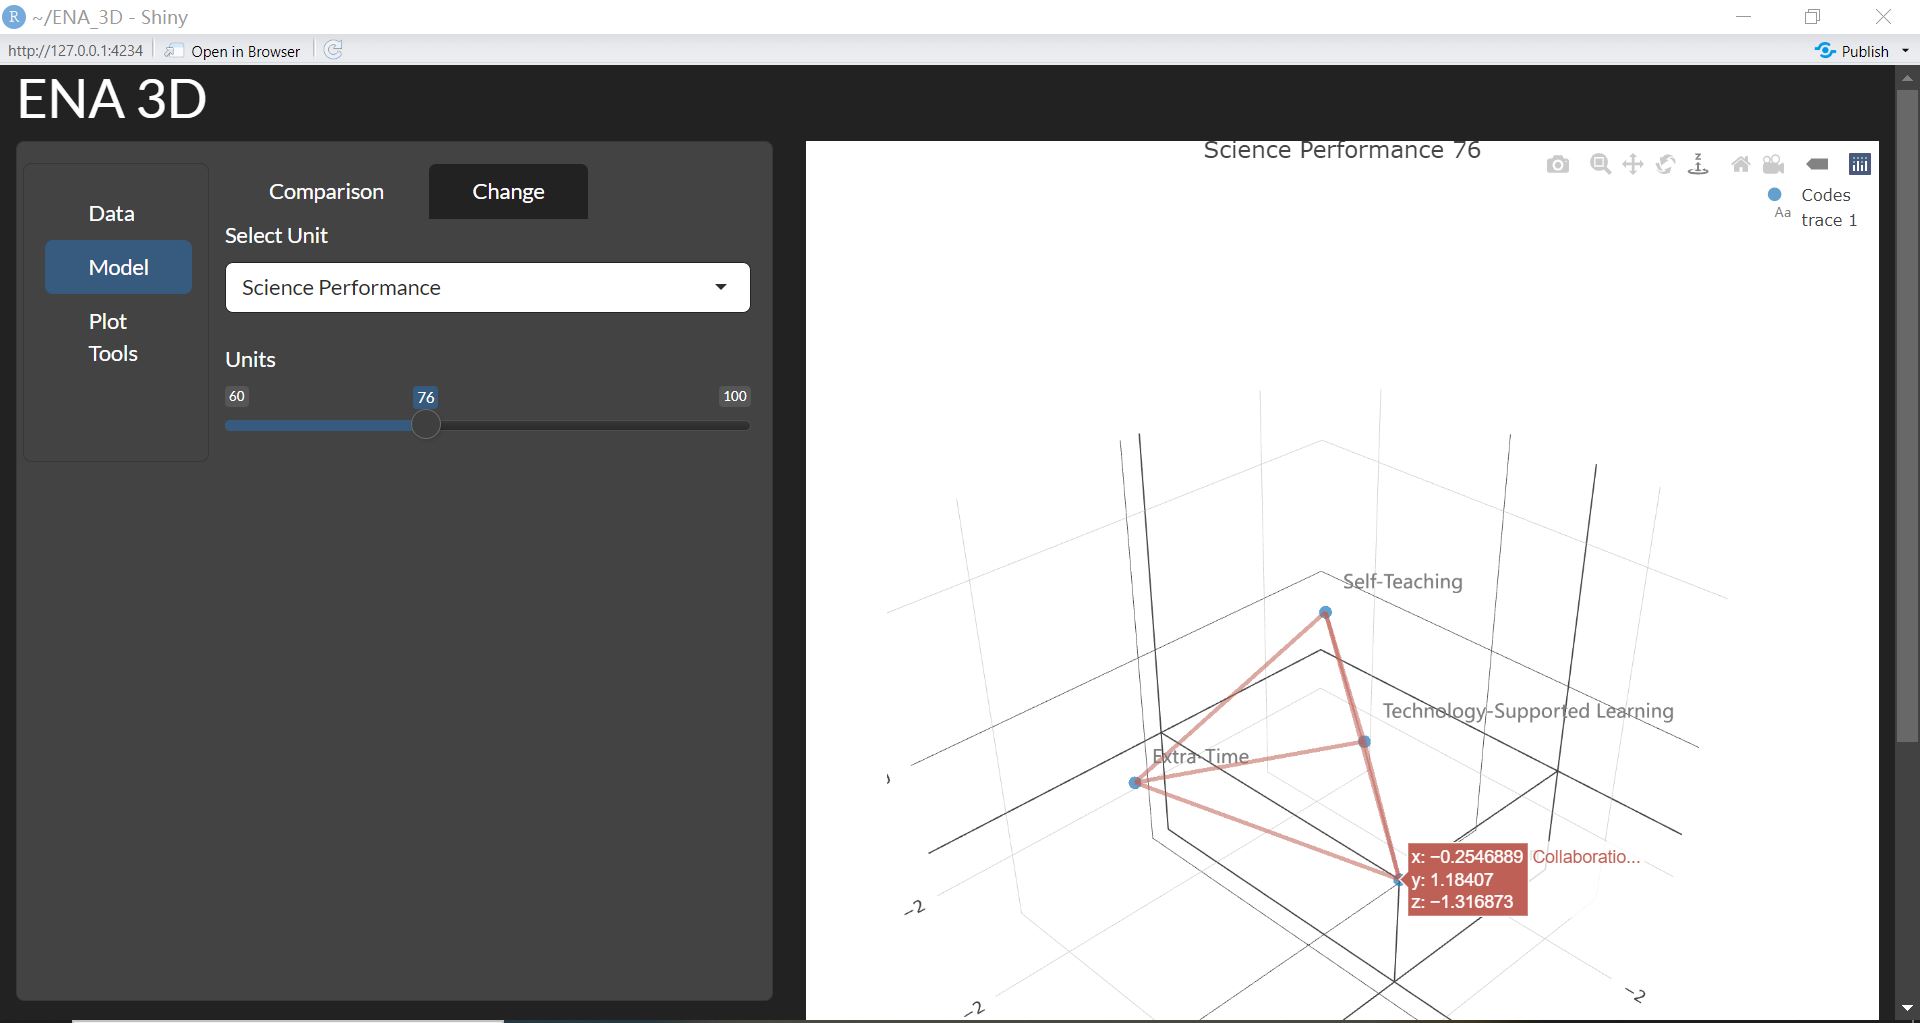 R ~/ENA_3D - Shiny
http://127.0.0.1:4234 Open in Browser Publish
ENA 3D
Data
Model
Plot
Tools
Comparison Change
Select Unit
Science Performance
Units
60 76 100
Science Performance 76
Codes
Aa trace 1
Self-Teaching
Technology-Supported Learning
Extra-Time
x: −0.2546889 Collaboratio...
y: 1.18407
z: −1.316873
−2
−2
−2